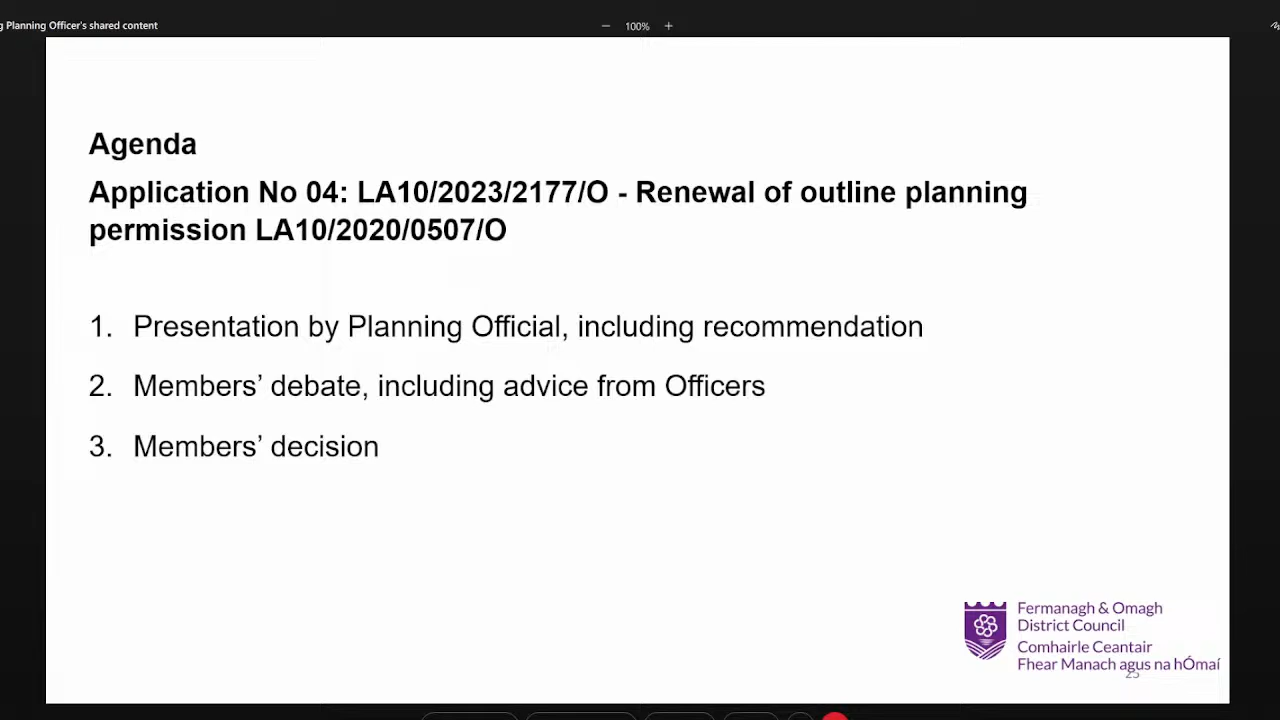 g Planning Officer's shared content
− 100% +
Agenda
Application No 04: LA10/2023/2177/O - Renewal of outline planning
permission LA10/2020/0507/O
1. Presentation by Planning Official, including recommendation
2. Members’ debate, including advice from Officers
3. Members’ decision
Fermanagh & Omagh
District Council
Comhairle Ceantair
Fhear Manach agus na hÓmaí
25